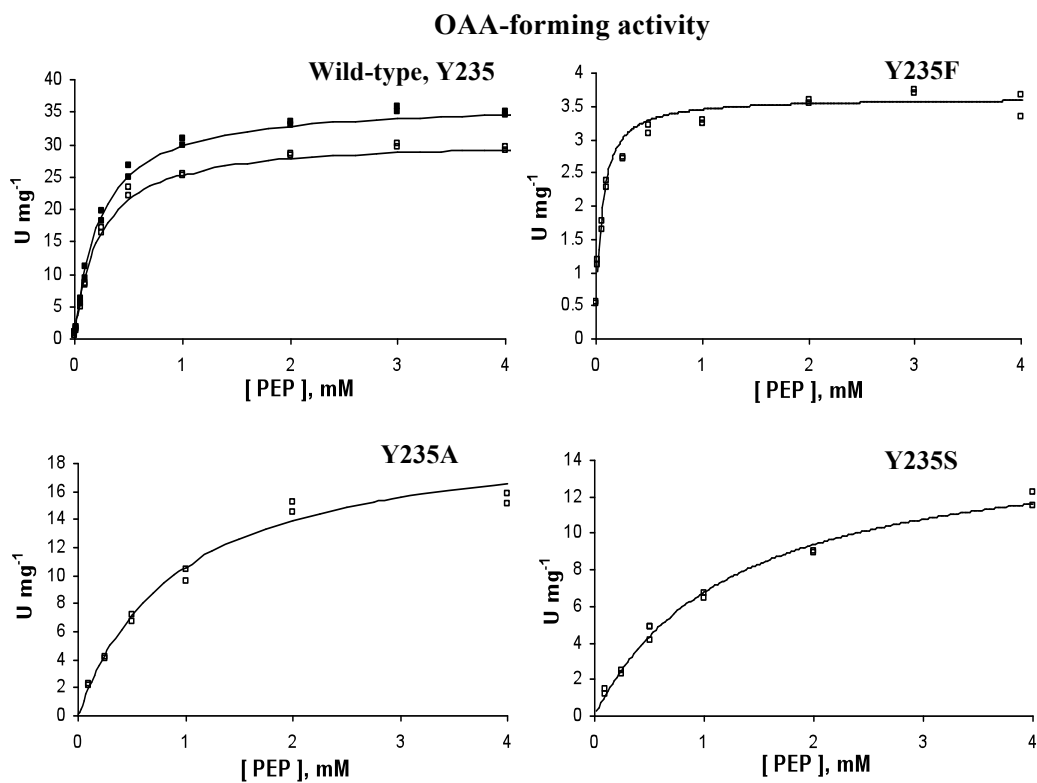 OAA-forming activity
Wild-type, Y235
U mg-1
40
35
30
25
20
15
10
5
0
0 1 2 3 4
[ PEP ], mM
Y235F
U mg-1
4
3.5
3
2.5
2
1.5
1
0.5
0
0 1 2 3 4
[ PEP ], mM
Y235A
U mg-1
18
16
14
12
10
8
6
4
2
0
0 1 2 3 4
[ PEP ], mM
Y235S
U mg-1
14
12
10
8
6
4
2
0
0 1 2 3 4
[ PEP ], mM